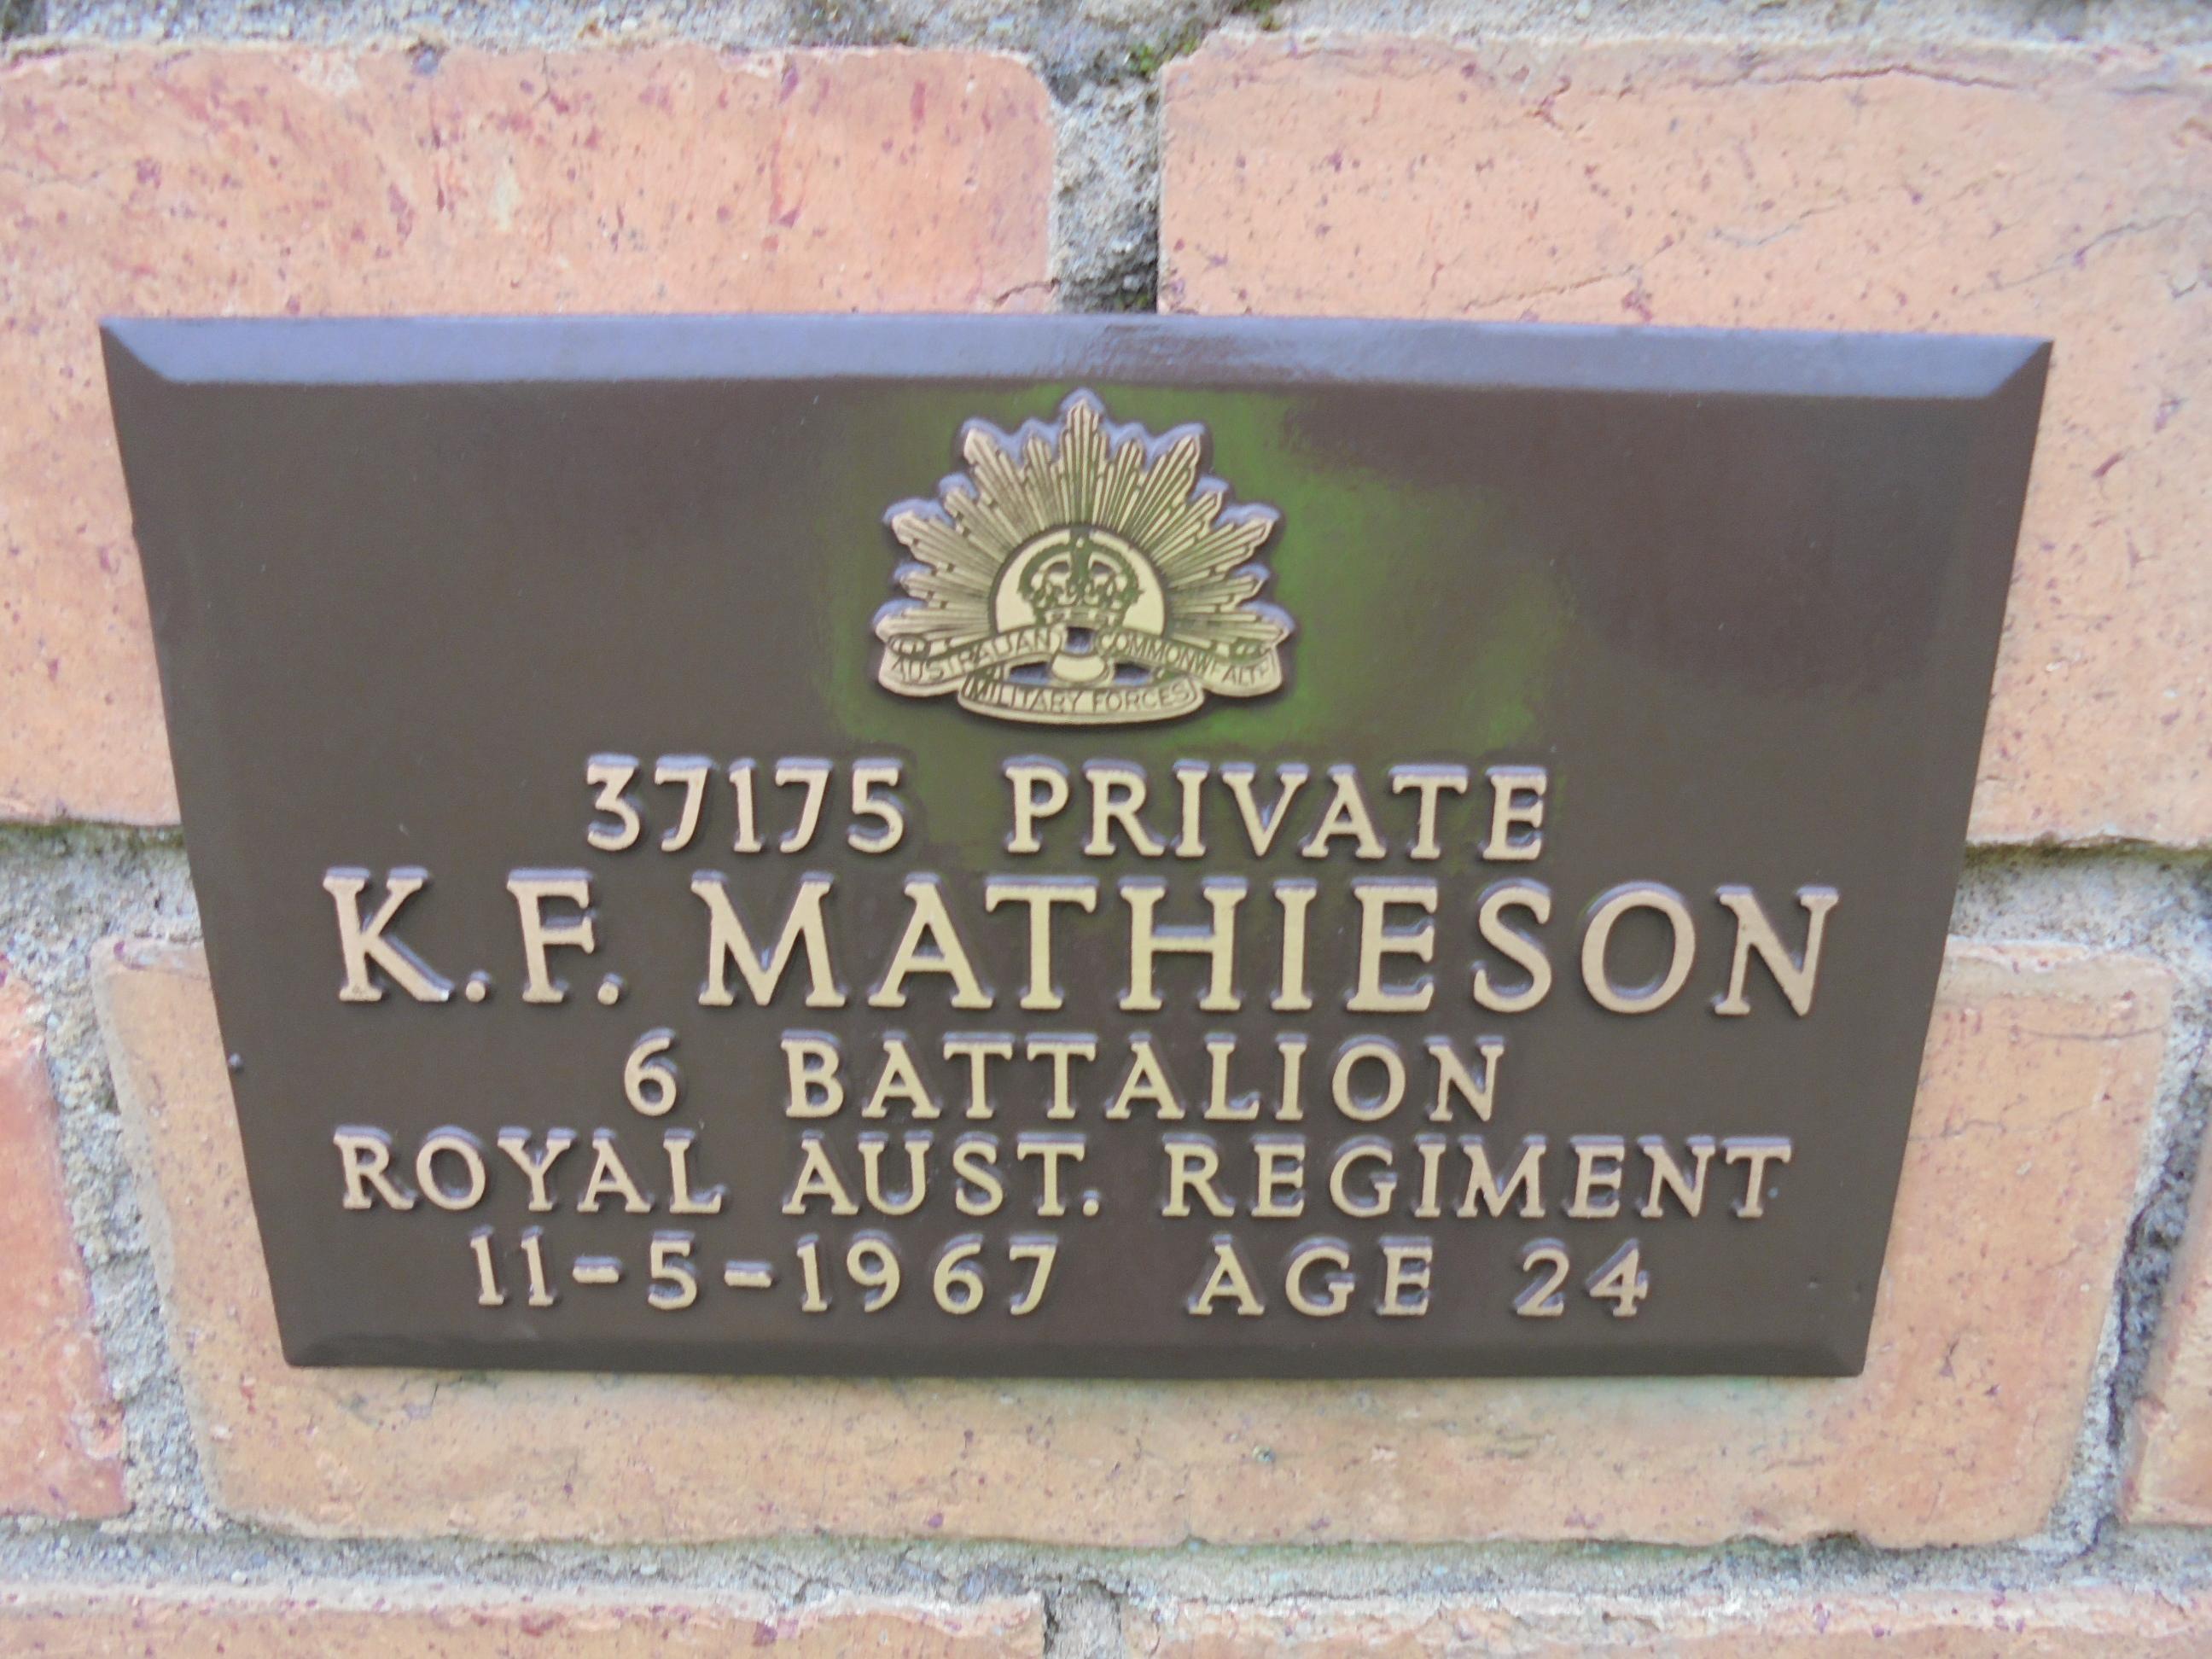 AUSTRALIAN COMMONWEALTH
MILITARY FORCES
37175 PRIVATE
K.F. MATHIESON
6 BATTALION
ROYAL AUST. REGIMENT
11-5-1967 AGE 24